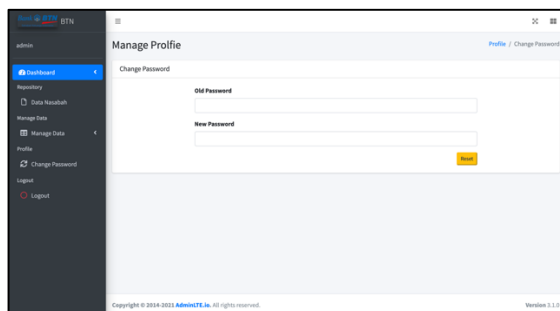 BTN BTN
admin
Dashboard
Repository
Data Nasabah
Manage Data
Manage Data
Profile
Change Password
Logout
Logout
Manage Prolfie
Profile / Change Password
Change Password
Old Password
New Password
Reset
Copyright © 2014-2021 AdminLTE.io. All rights reserved.
Version 3.1.0